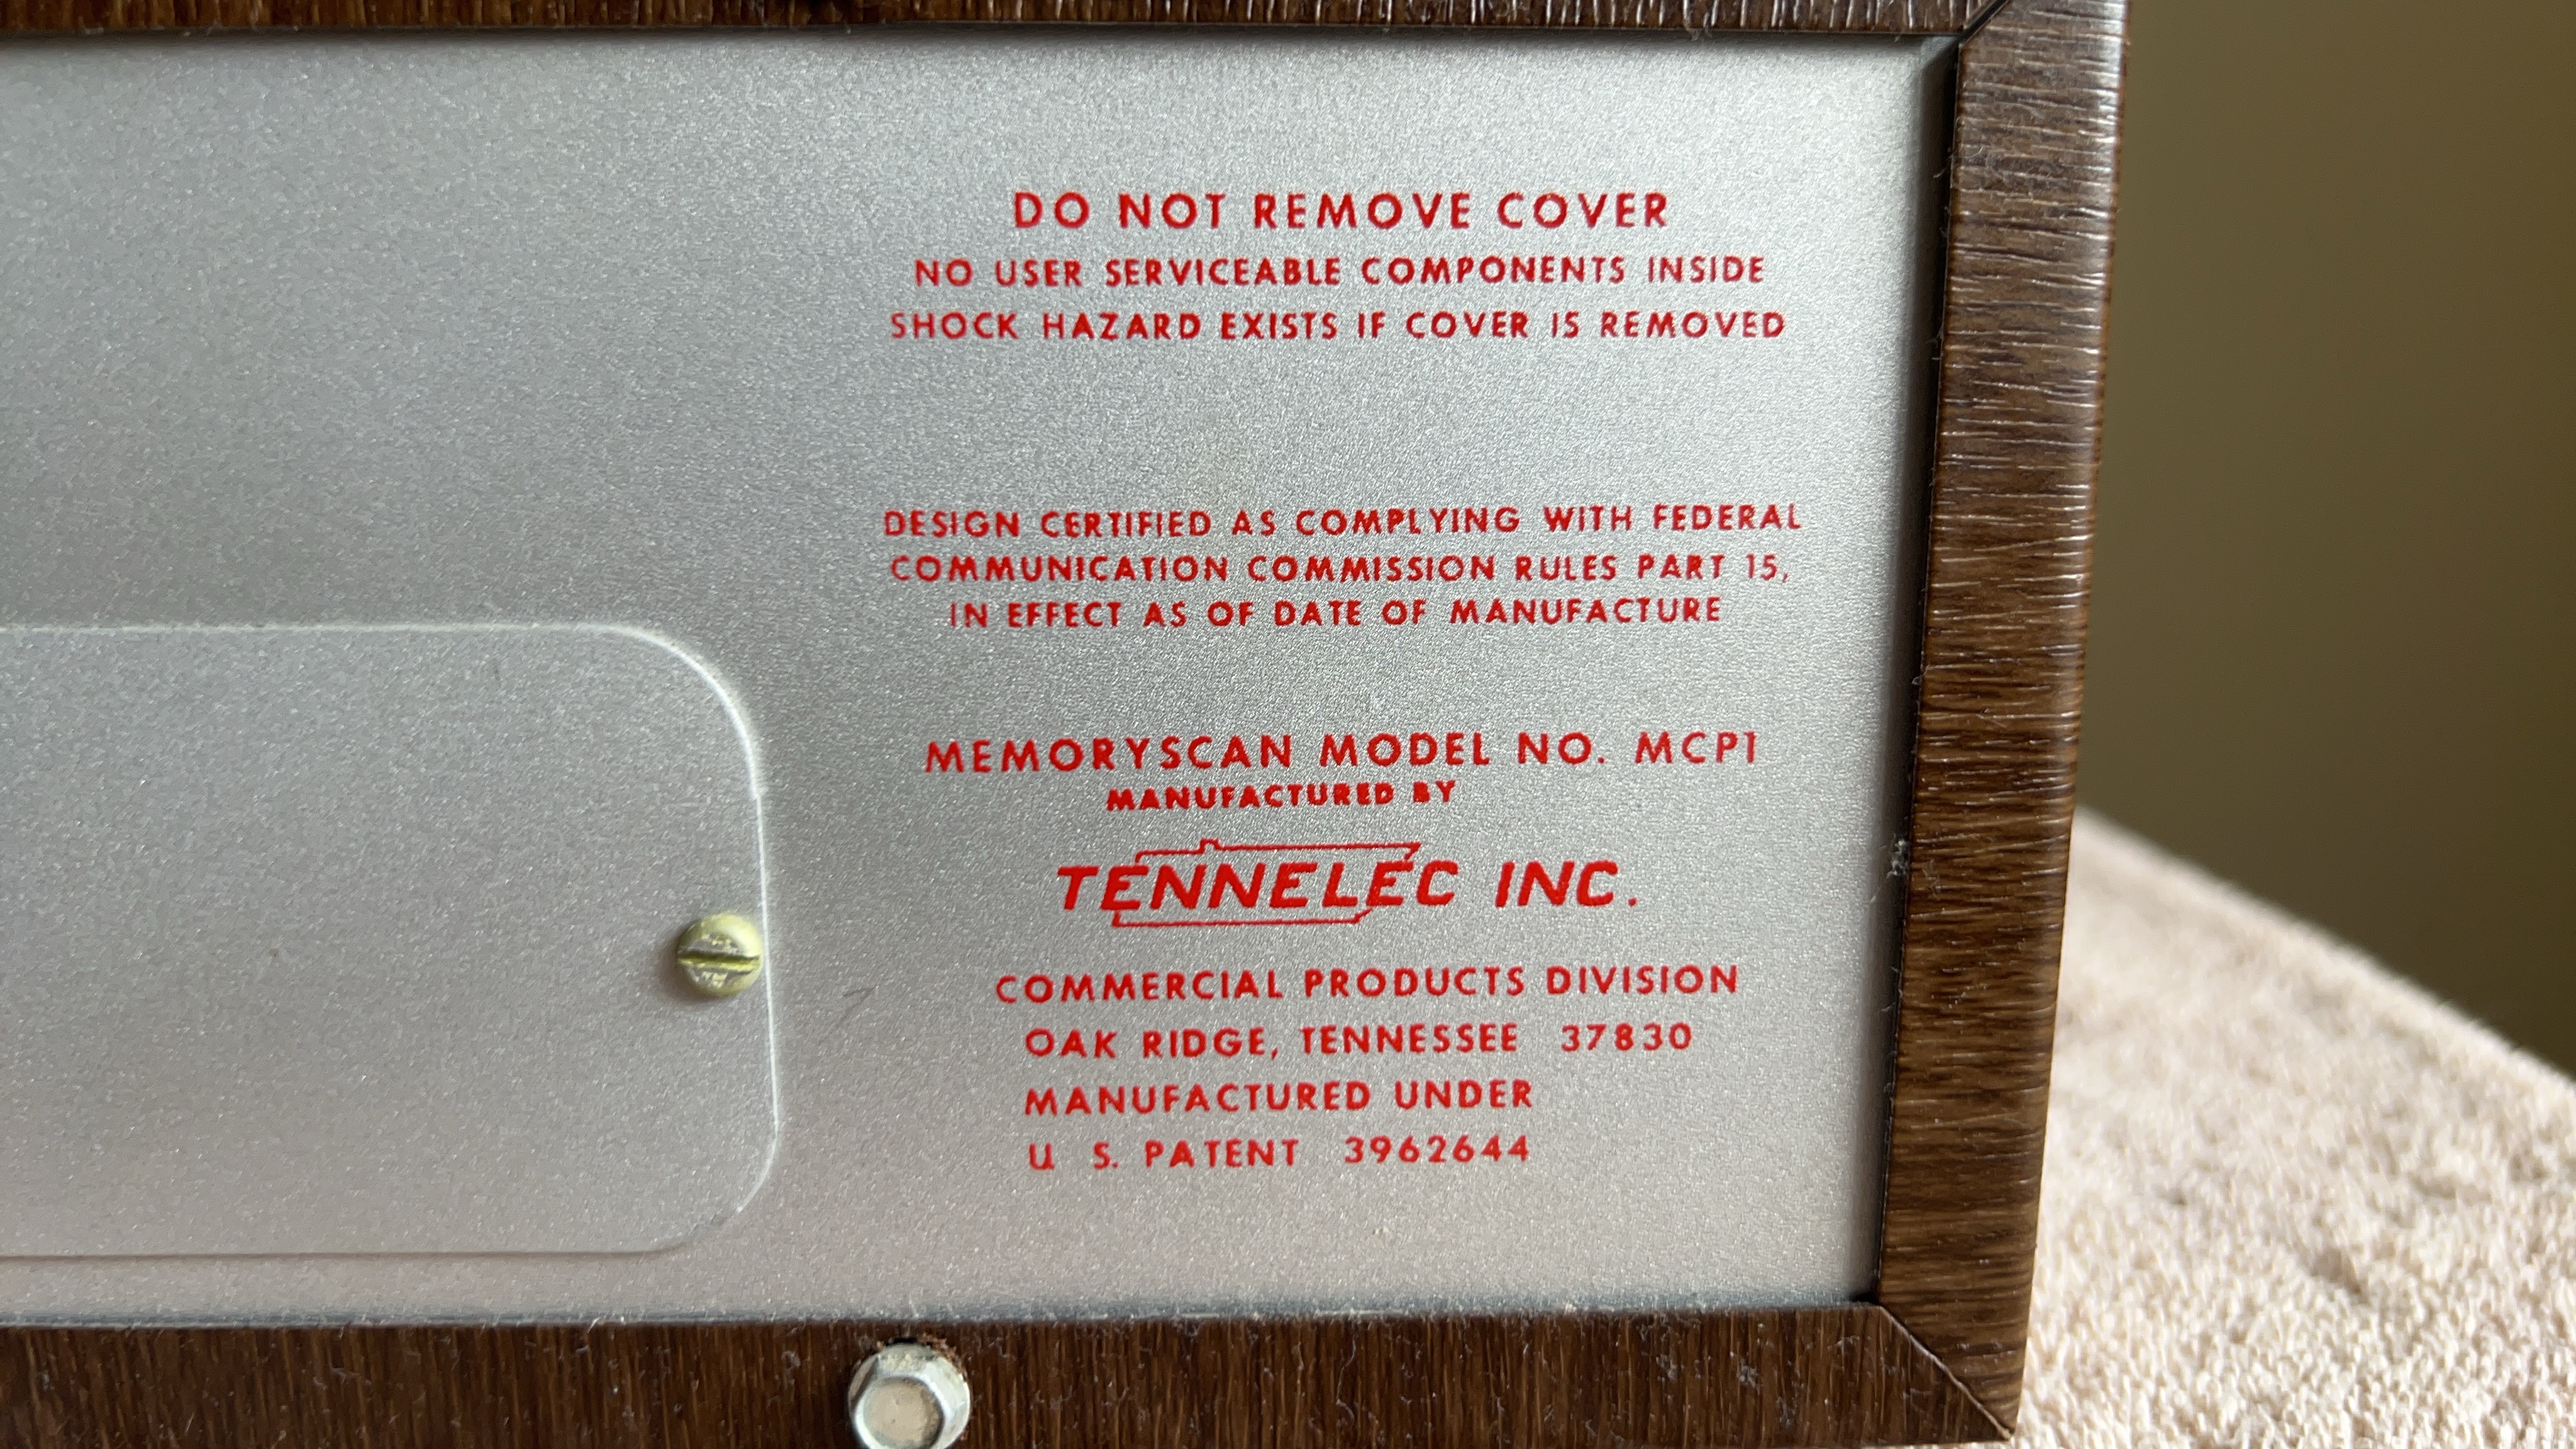 DO NOT REMOVE COVER
NO USER SERVICEABLE COMPONENTS INSIDE
SHOCK HAZARD EXISTS IF COVER IS REMOVED
DESIGN CERTIFIED AS COMPLYING WITH FEDERAL
COMMUNICATION COMMISSION RULES PART 15,
IN EFFECT AS OF DATE OF MANUFACTURE
MEMORYSCAN MODEL NO. MCP1
MANUFACTURED BY
TENNELEC INC.
COMMERCIAL PRODUCTS DIVISION
OAK RIDGE, TENNESSEE 37830
MANUFACTURED UNDER
U S. PATENT 3962644